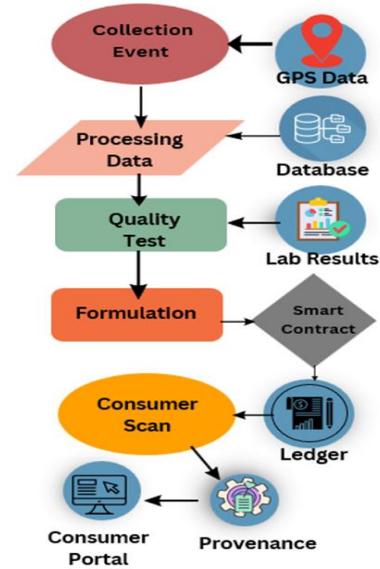 Collection
Event
GPS Data
Processing
Data
Database
Quality
Test
Lab Results
Formulation
Smart
Contract
Consumer
Scan
Ledger
Consumer
Portal
Provenance